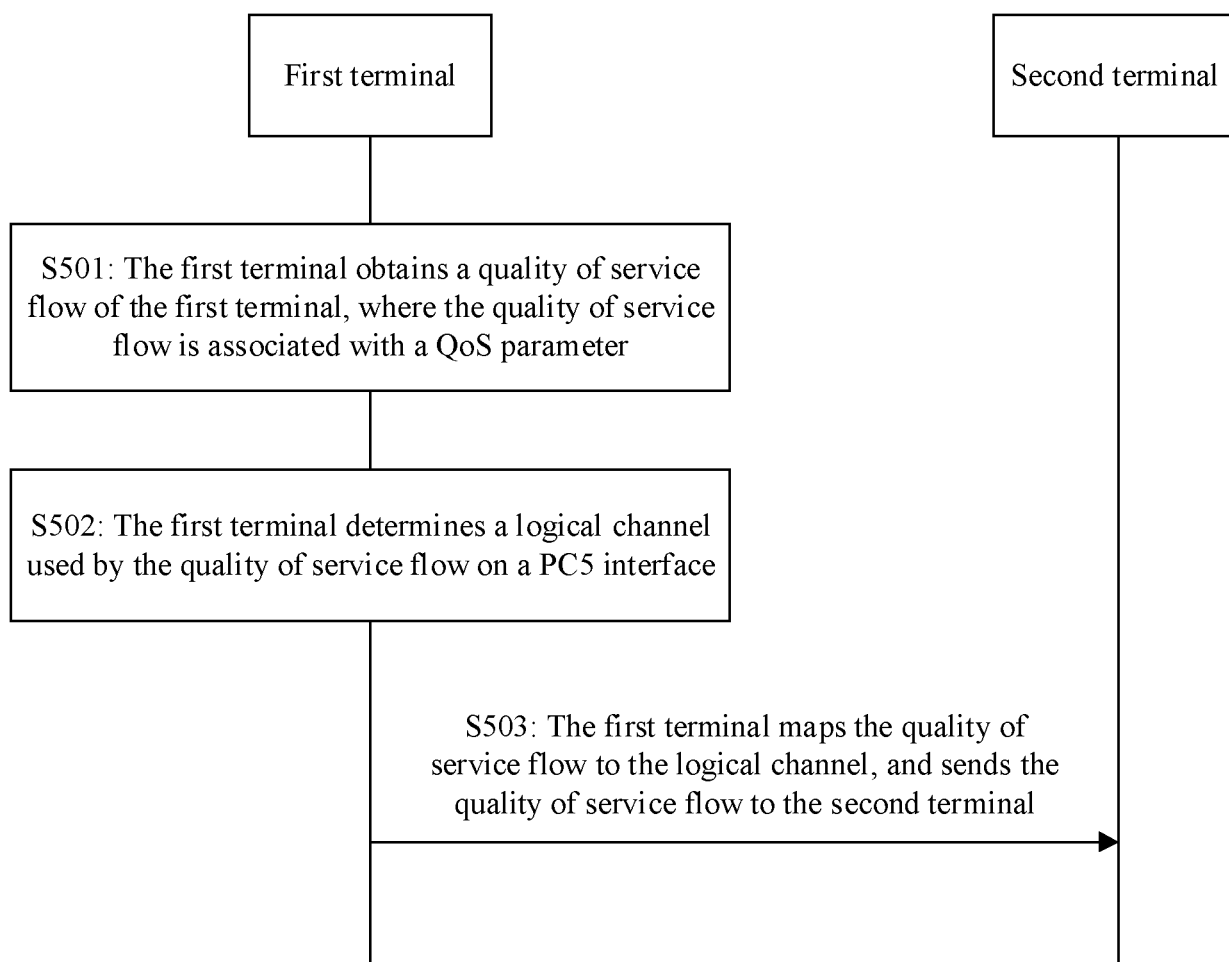 First terminal
Second terminal
S501: The first terminal obtains a quality of service
flow of the first terminal, where the quality of service
flow is associated with a QoS parameter
S502: The first terminal determines a logical channel
used by the quality of service flow on a PC5 interface
S503: The first terminal maps the quality of
service flow to the logical channel, and sends the
quality of service flow to the second terminal